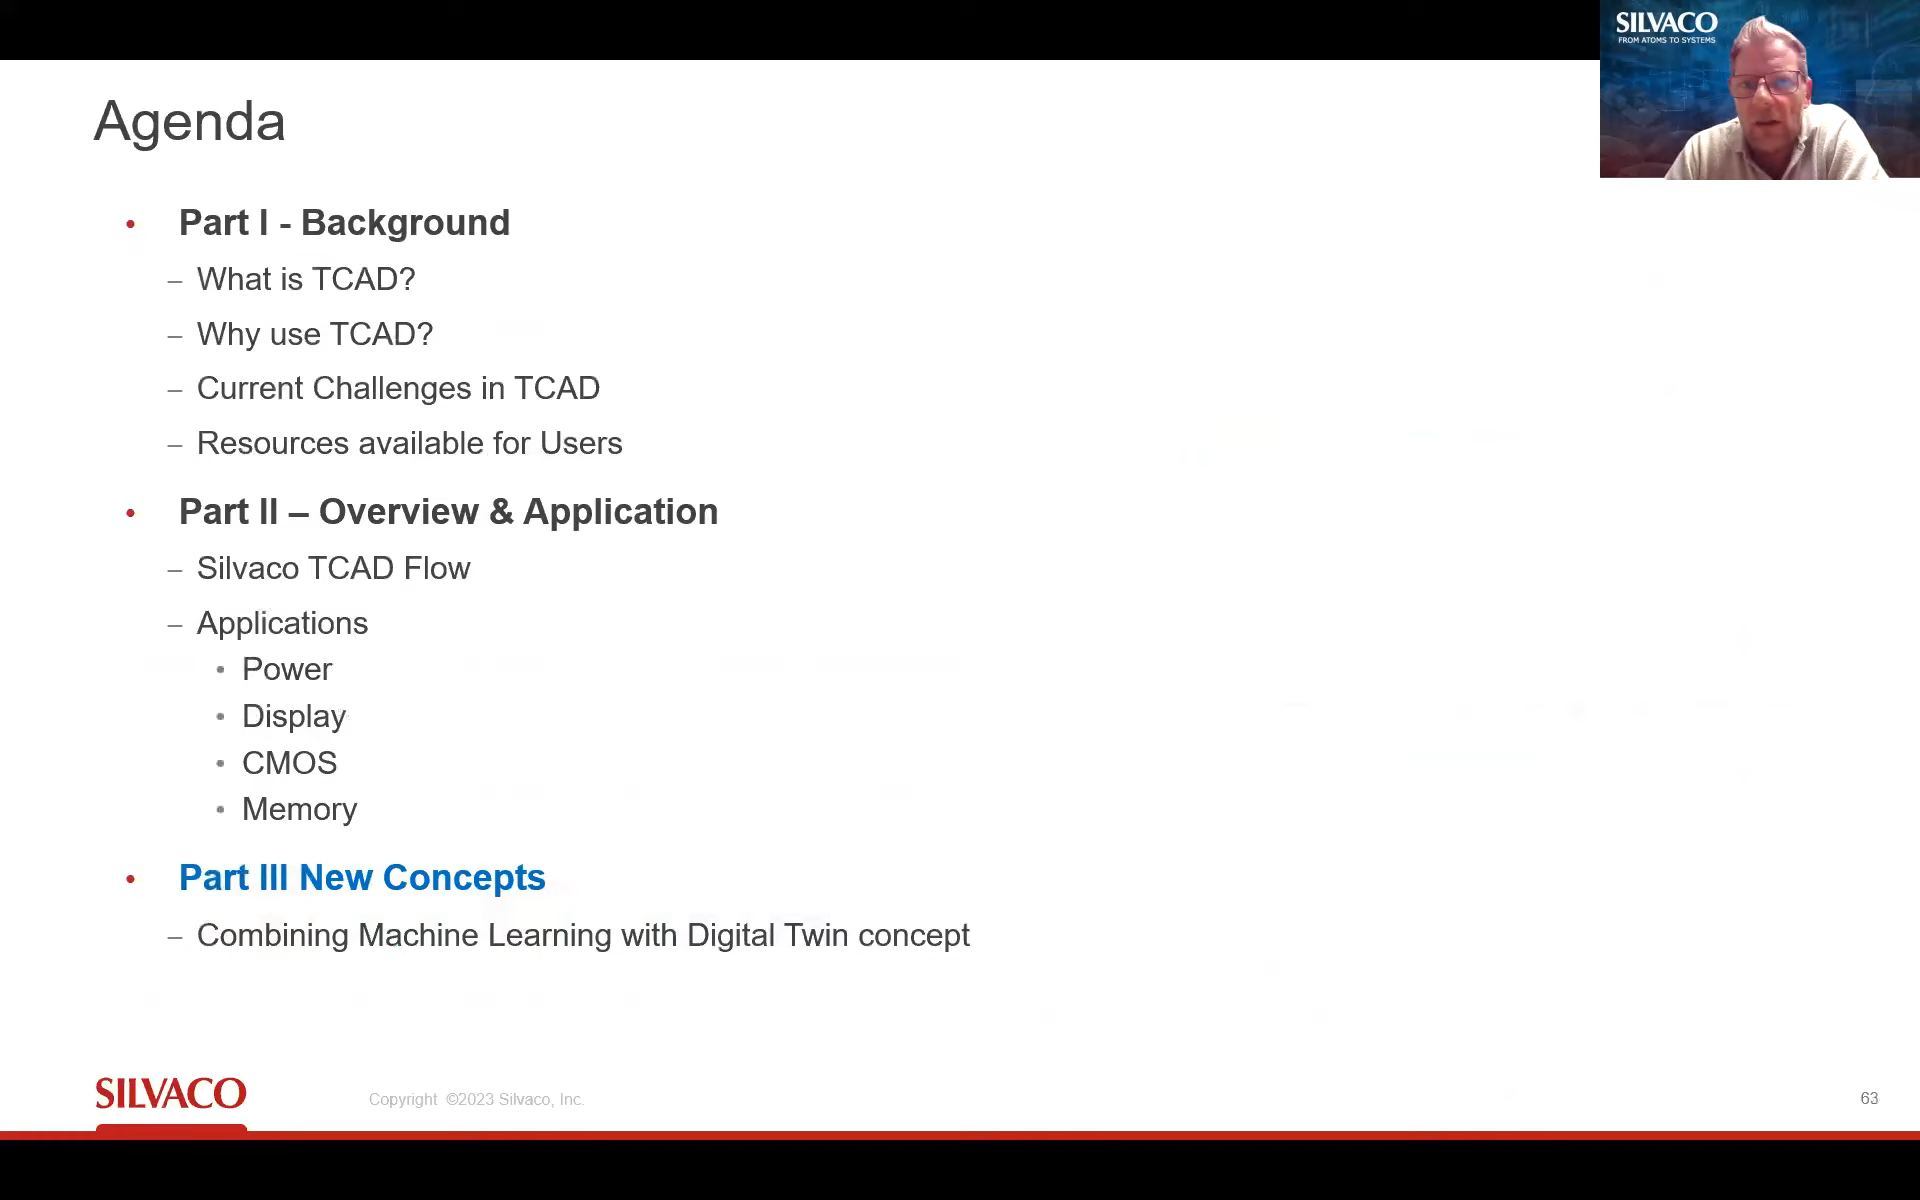 SILVACO
FROM ATOMS TO SYSTEMS
Agenda
• Part I - Background
– What is TCAD?
– Why use TCAD?
– Current Challenges in TCAD
– Resources available for Users
• Part II – Overview & Application
– Silvaco TCAD Flow
– Applications
• Power
• Display
• CMOS
• Memory
• Part III New Concepts
– Combining Machine Learning with Digital Twin concept
SILVACO
Copyright ©2023 Silvaco, Inc.
63